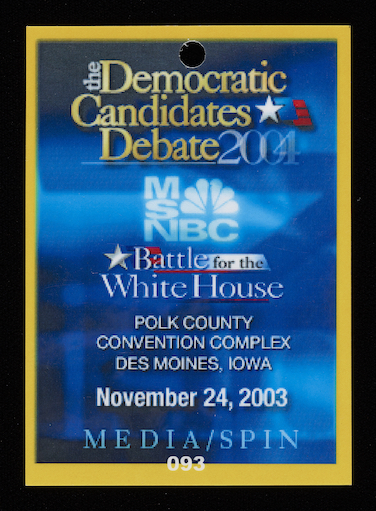 the Democratic
Candidates
Debate 2004
MSNBC
Battle for the
White House
POLK COUNTY
CONVENTION COMPLEX
DES MOINES, IOWA
November 24, 2003
MEDIA/SPIN
093